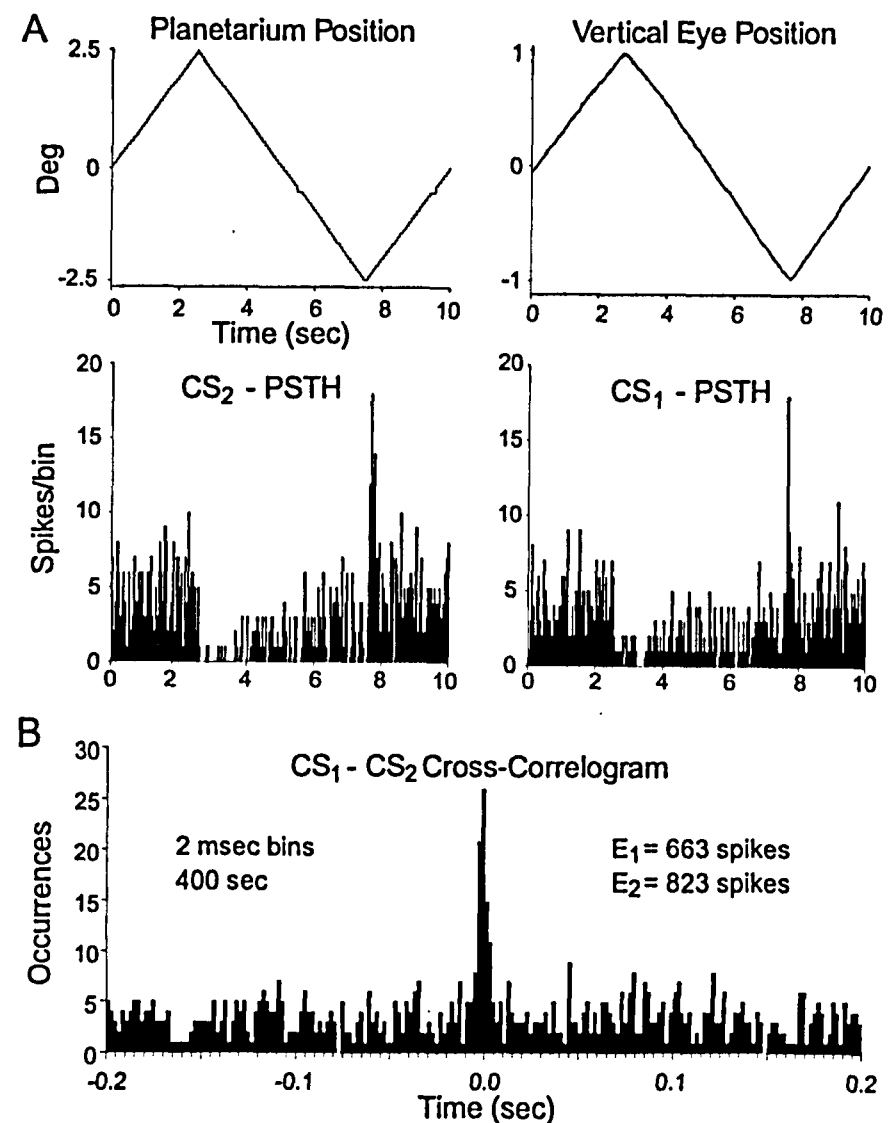 A
Planetarium Position
Vertical Eye Position
Deg
2.5
0
-2.5
0 2 4 6 8 10
Time (sec)
1
0
-1
0 2 4 6 8 10
CS2 - PSTH
CS1 - PSTH
Spikes/bin
20
15
10
5
0
0 2 4 6 8 10
20
15
10
5
0
0 2 4 6 8 10
B
CS1 - CS2 Cross-Correlogram
Occurrences
30
25
20
15
10
5
0
2 msec bins
400 sec
E1 = 663 spikes
E2 = 823 spikes
-0.2 -0.1 0.0 0.1 0.2
Time (sec)